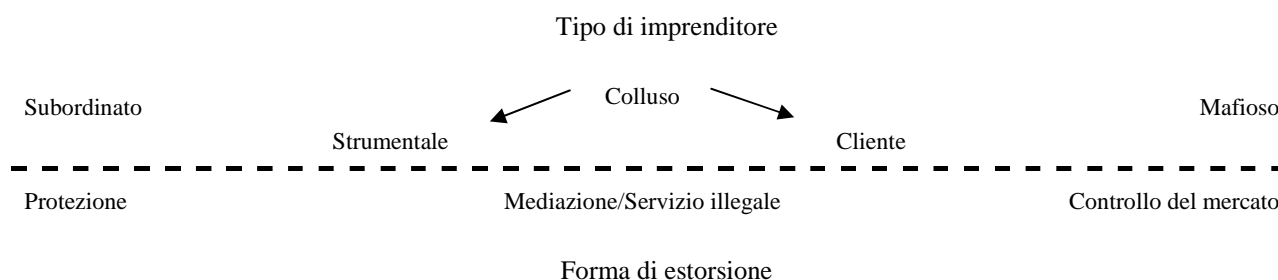 Tipo di imprenditore
Subordinato Colluso Mafioso
Strumentale Cliente
Protezione Mediazione/Servizio illegale Controllo del mercato
Forma di estorsione